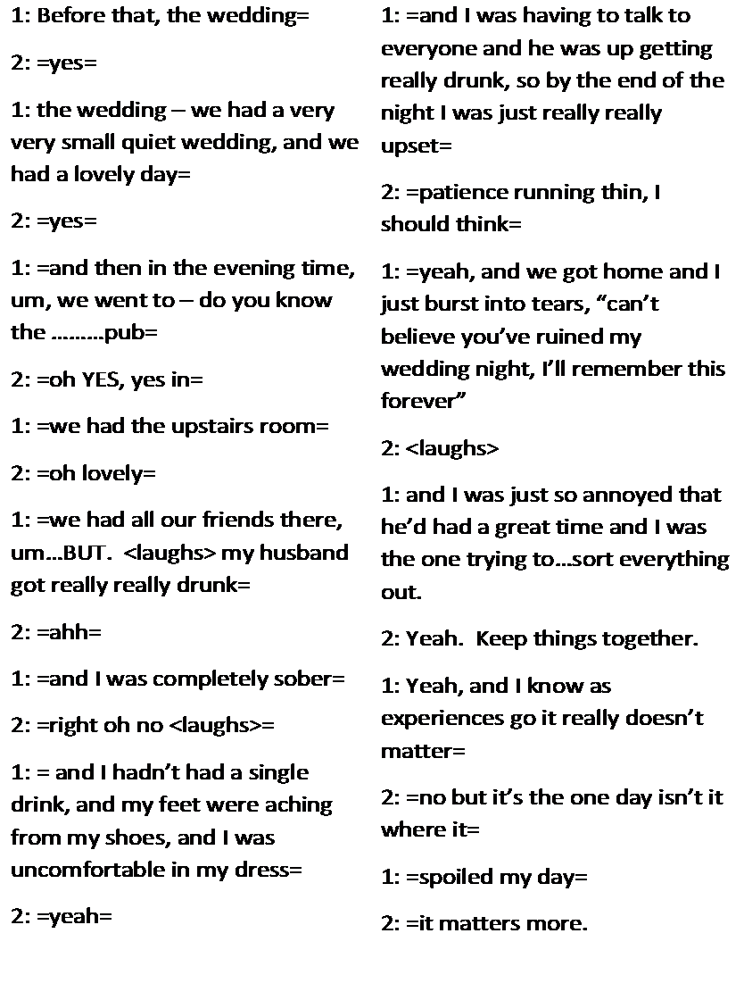 1: Before that, the wedding=
2: =yes=
1: the wedding – we had a very
very small quiet wedding, and we
had a lovely day=
2: =yes=
1: =and then in the evening time,
um, we went to – do you know
the ………pub=
2: =oh YES, yes in=
1: =we had the upstairs room=
2: =oh lovely=
1: =we had all our friends there,
um…BUT.  <laughs> my husband
got really really drunk=
2: =ahh=
1: =and I was completely sober=
2: =right oh no <laughs>=
1: = and I hadn’t had a single
drink, and my feet were aching
from my shoes, and I was
uncomfortable in my dress=
2: =yeah=
1: =and I was having to talk to
everyone and he was up getting
really drunk, so by the end of the
night I was just really really
upset=
2: =patience running thin, I
should think=
1: =yeah, and we got home and I
just burst into tears, “can’t
believe you’ve ruined my
wedding night, I’ll remember this
forever”
2: <laughs>
1: and I was just so annoyed that
he’d had a great time and I was
the one trying to…sort everything
out.
2: Yeah.  Keep things together.
1: Yeah, and I know as
experiences go it really doesn’t
matter=
2: =no but it’s the one day isn’t it
where it=
1: =spoiled my day=
2: =it matters more.